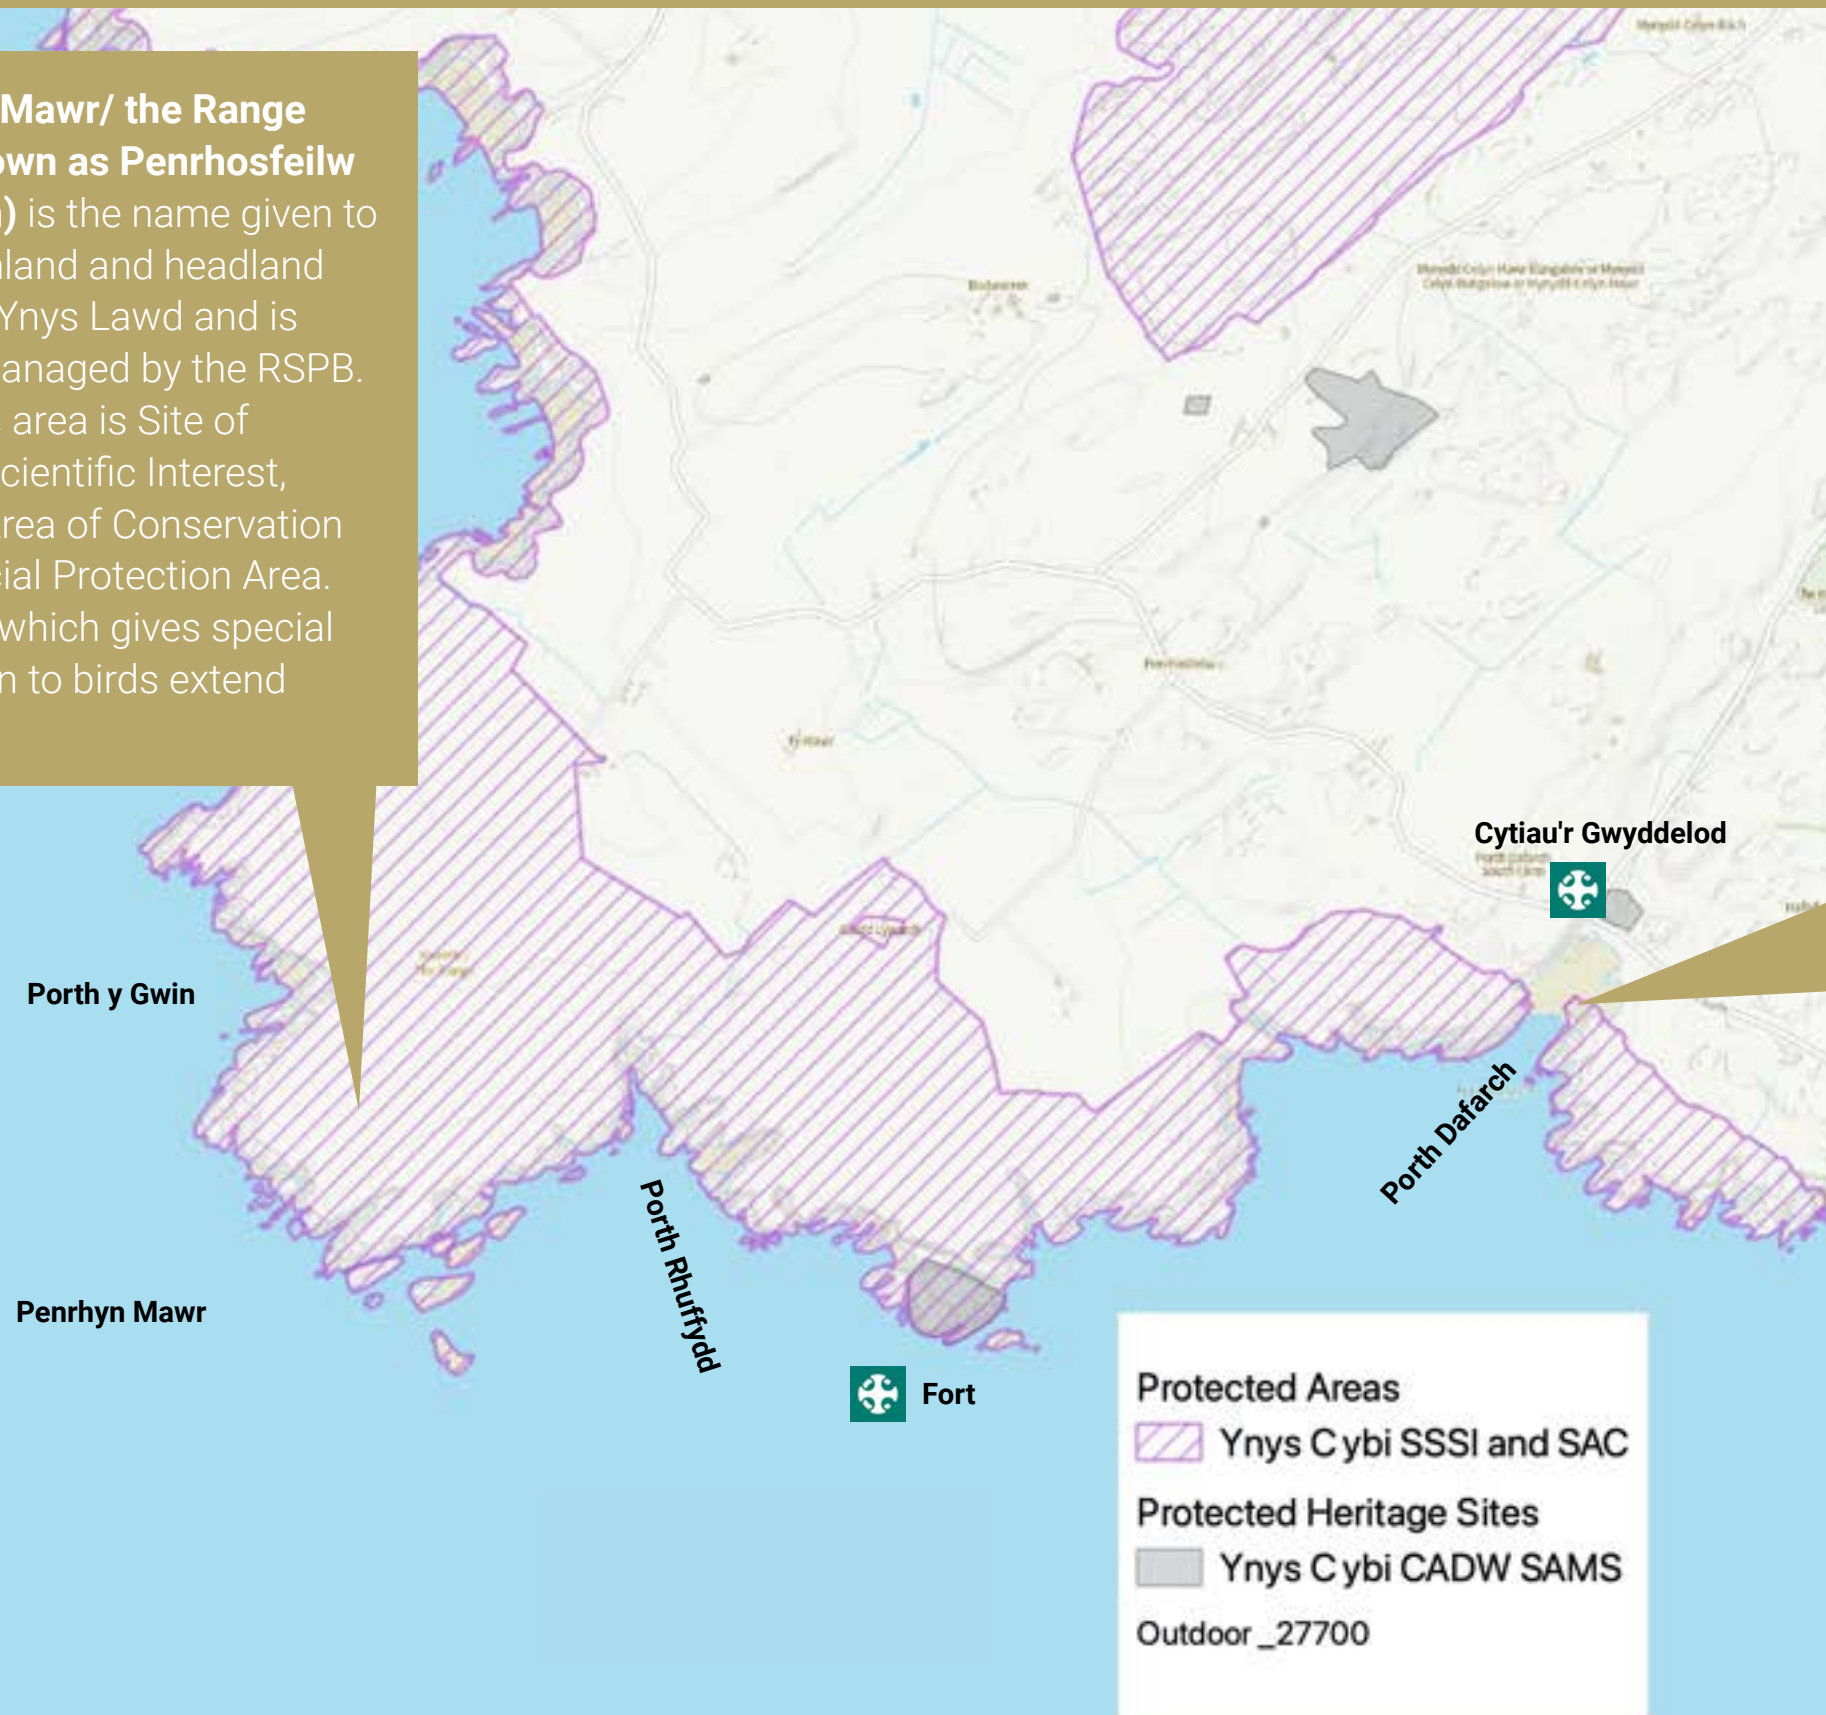 Mawr/ the Range
own as Penrhosfeilw
) is the name given to
land and headland
Ynys Lawd and is
anaged by the RSPB.
area is Site of
cientific Interest,
rea of Conservation
cial Protection Area.
which gives special
n to birds extend
Cytiau'r Gwyddelod
Porth y Gwin
Porth Dafarch
Porth Rhuffydd
Penrhyn Mawr
Fort
Protected Areas
Ynys Cybi SSSI and SAC
Protected Heritage Sites
Ynys Cybi CADW SAMS
Outdoor_27700